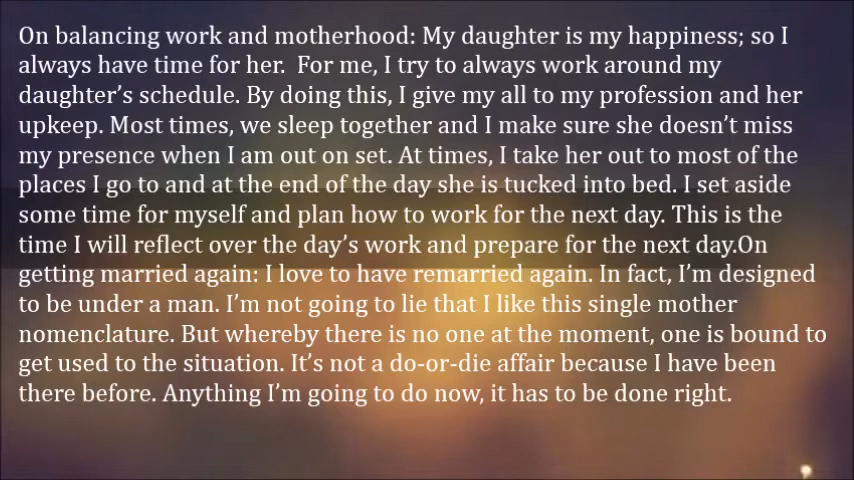 On balancing work and motherhood: My daughter is my happiness; so I
always have time for her.  For me, I try to always work around my
daughter’s schedule. By doing this, I give my all to my profession and her
upkeep. Most times, we sleep together and I make sure she doesn’t miss
my presence when I am out on set. At times, I take her out to most of the
places I go to and at the end of the day she is tucked into bed. I set aside
some time for myself and plan how to work for the next day. This is the
time I will reflect over the day’s work and prepare for the next day.On
getting married again: I love to have remarried again. In fact, I’m designed
to be under a man. I’m not going to lie that I like this single mother
nomenclature. But whereby there is no one at the moment, one is bound to
get used to the situation. It’s not a do-or-die affair because I have been
there before. Anything I’m going to do now, it has to be done right.